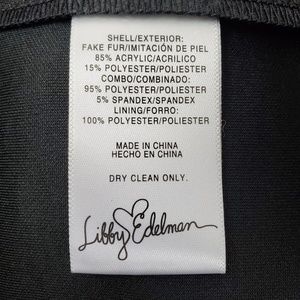 SHELL/EXTERIOR:
FAKE FUR/IMITACIÓN DE PIEL
85% ACRYLIC/ACRILICO
15% POLYESTER/POLIESTER
COMBO/COMBINADO:
95% POLYESTER/POLIESTER
5% SPANDEX/SPANDEX
LINING/FORRO:
100% POLYESTER/POLIESTER
MADE IN CHINA
HECHO EN CHINA
DRY CLEAN ONLY.
Libby Edelman